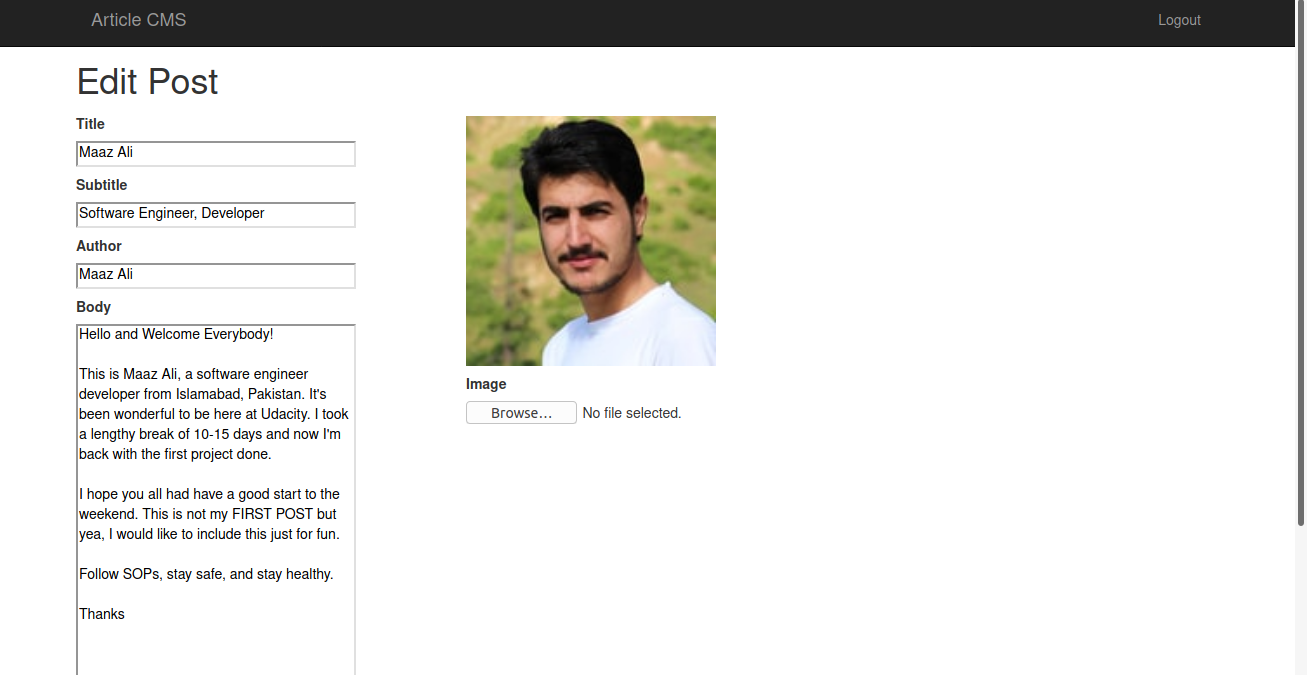 Article CMS
Logout
Edit Post
Title
Maaz Ali
Subtitle
Software Engineer, Developer
Author
Maaz Ali
Body
Hello and Welcome Everybody!
This is Maaz Ali, a software engineer
developer from Islamabad, Pakistan. It's
been wonderful to be here at Udacity. I took
a lengthy break of 10-15 days and now I'm
back with the first project done.
I hope you all had have a good start to the
weekend. This is not my FIRST POST but
yea, I would like to include this just for fun.
Follow SOPs, stay safe, and stay healthy.
Thanks
Image
Browse... No file selected.